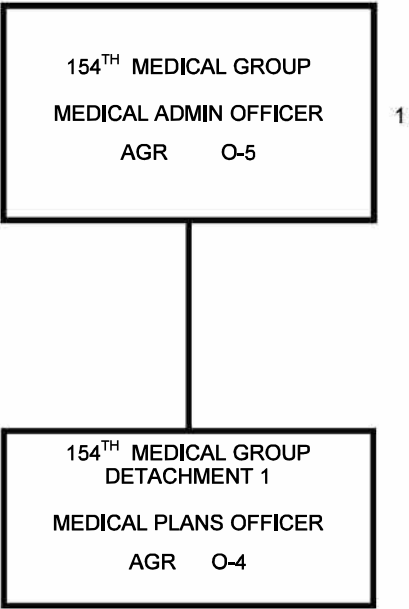 154TH MEDICAL GROUP
MEDICAL ADMIN OFFICER
AGR O-5
1
154TH MEDICAL GROUP
DETACHMENT 1
MEDICAL PLANS OFFICER
AGR O-4